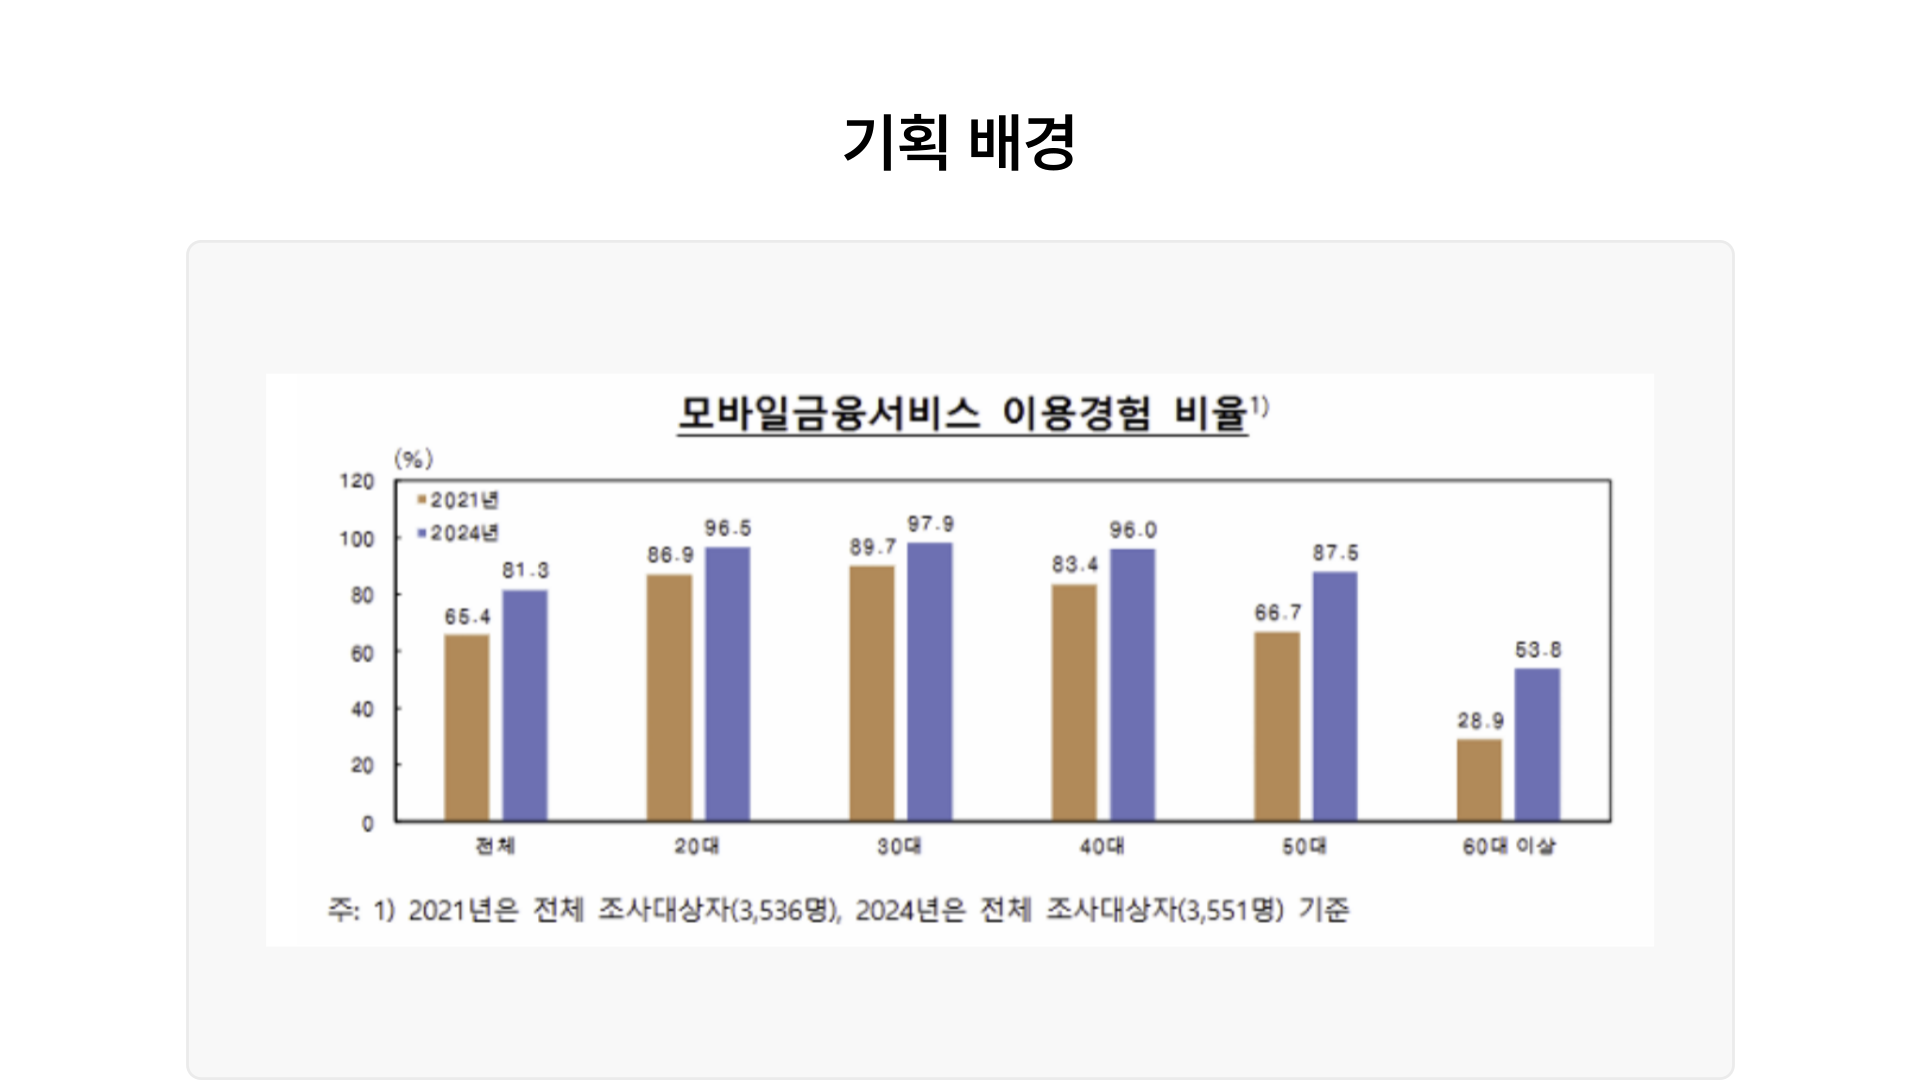 기획 배경
모바일금융서비스 이용경험 비율1)
(%)
120
100
80
60
40
20
0
2021년
2024년
65.4 81.3
86.9 96.5
89.7 97.9
83.4 96.0
66.7 87.5
28.9 53.8
전체 20대 30대 40대 50대 60대 이상
주: 1) 2021년은 전체 조사대상자(3,536명), 2024년은 전체 조사대상자(3,551명) 기준